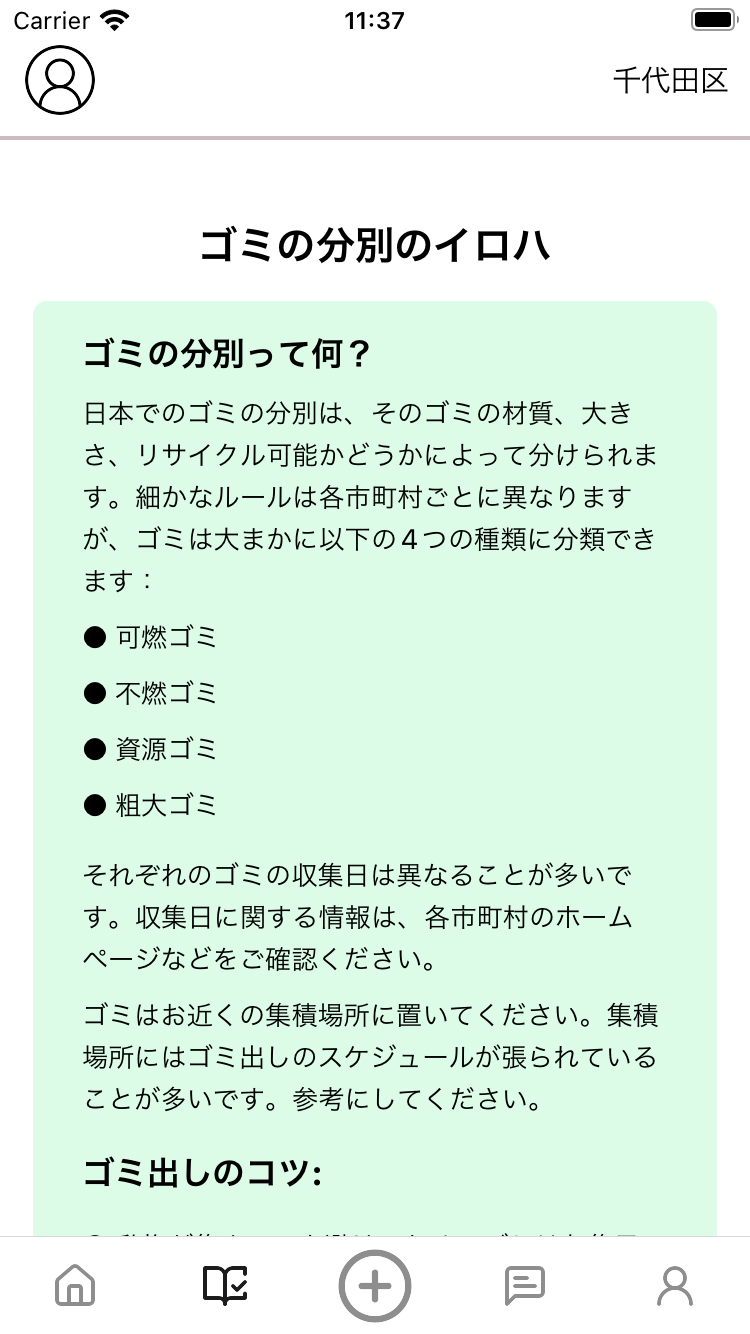 Carrier 11:37
千代田区
ゴミの分別のイロハ
ゴミの分別って何？
日本でのゴミの分別は、そのゴミの材質、大き
さ、リサイクル可能かどうかによって分けられま
す。細かなルールは各市町村ごとに異なります
が、ゴミは大まかに以下の４つの種類に分類でき
ます：
● 可燃ゴミ
● 不燃ゴミ
● 資源ゴミ
● 粗大ゴミ
それぞれのゴミの収集日は異なることが多いで
す。収集日に関する情報は、各市町村のホーム
ページなどをご確認ください。
ゴミはお近くの集積場所に置いてください。集積
場所にはゴミ出しのスケジュールが張られている
ことが多いです。参考にしてください。
ゴミ出しのコツ: